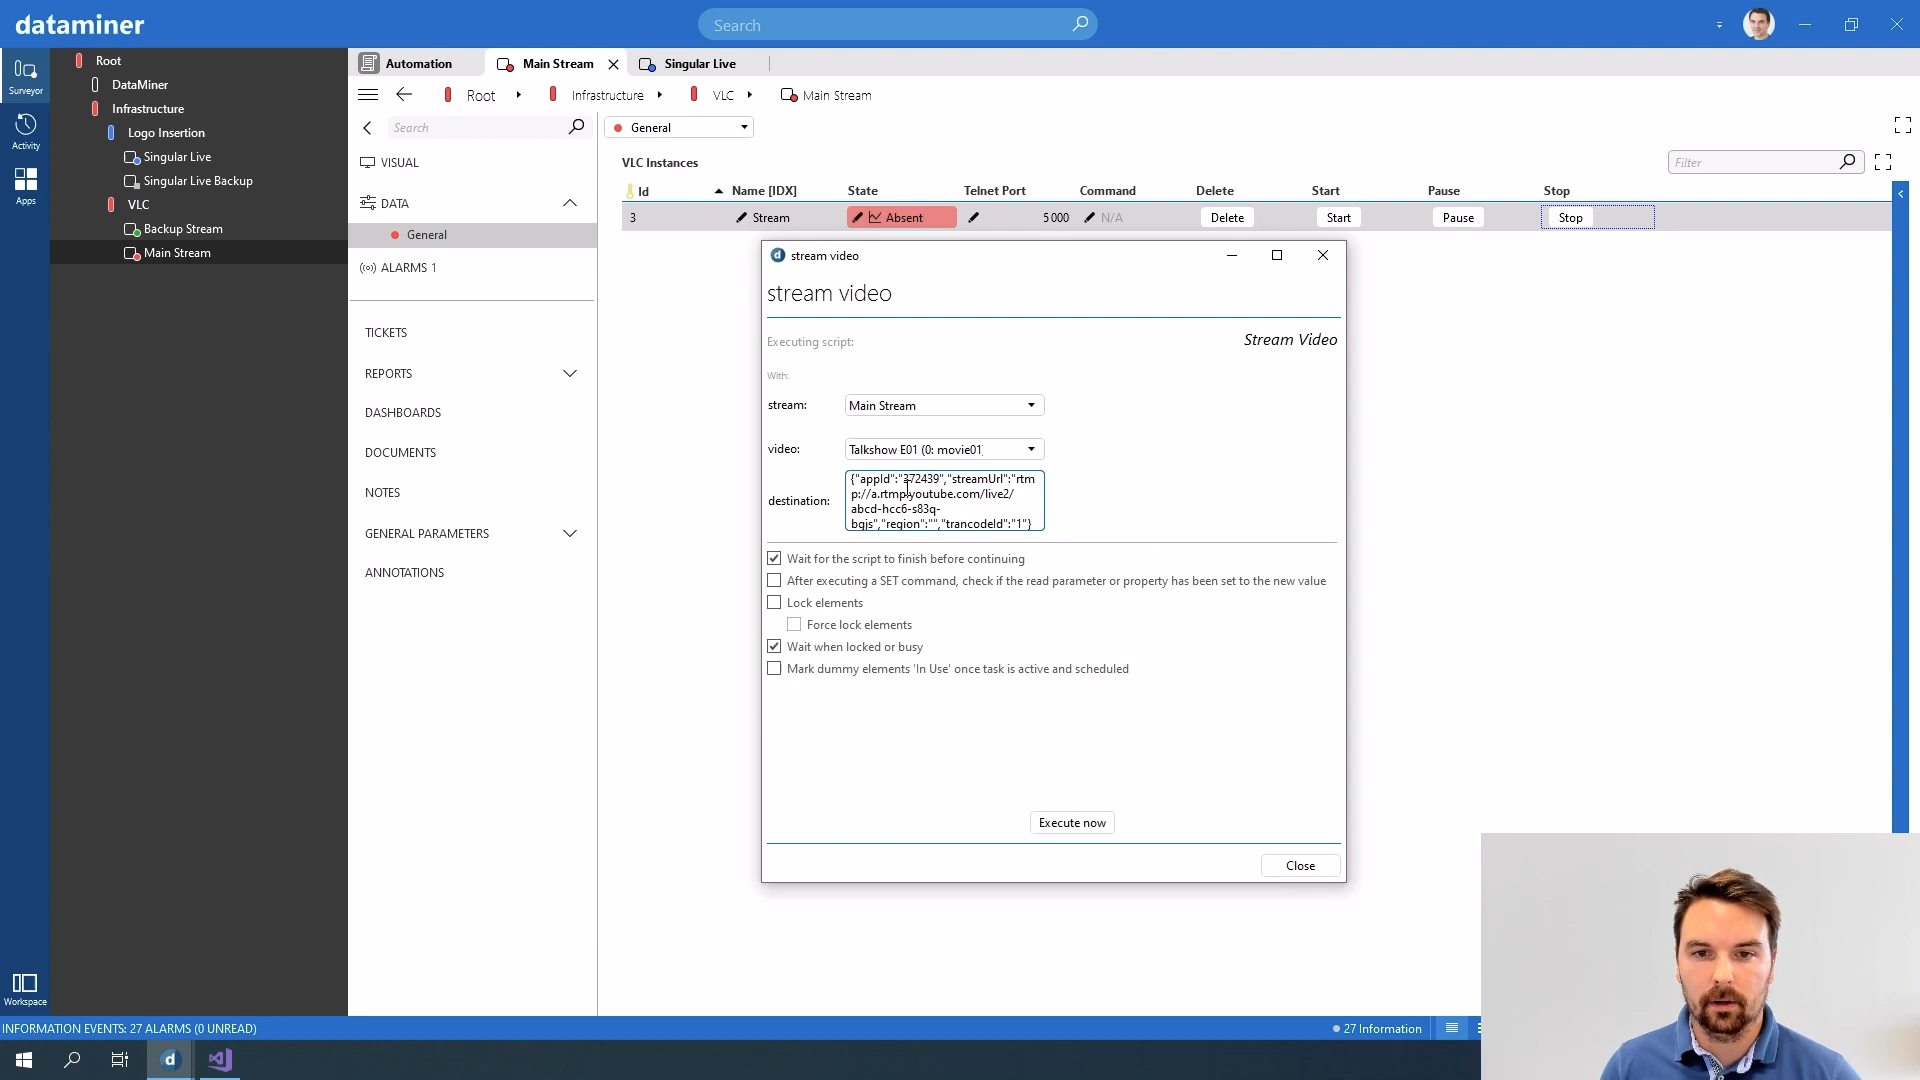 dataminer
Search
Surveyor
Activity
Apps
Workspace
Root
DataMiner
Infrastructure
Logo Insertion
Singular Live
Singular Live Backup
VLC
Backup Stream
Main Stream
Automation
Main Stream
Singular Live
Root
Infrastructure
VLC
Main Stream
Search
VISUAL
DATA
General
ALARMS 1
TICKETS
REPORTS
DASHBOARDS
DOCUMENTS
NOTES
GENERAL PARAMETERS
ANNOTATIONS
General
VLC Instances
Filter
Id Name [IDX] State Telnet Port Command Delete Start Pause Stop
3 Stream Absent 5 000 N/A Delete Start Pause Stop
d stream video
stream video
Executing script: Stream Video
With:
stream: Main Stream
video: Talkshow E01 (0: movie01)
destination:
{"appId":"372439","streamUrl":"rtm
p://a.rtmp.youtube.com/live2/
abcd-hcc6-s83q-
bgjs","region":"","trancodeId":"1"}
Wait for the script to finish before continuing
After executing a SET command, check if the read parameter or property has been set to the new value
Lock elements
Force lock elements
Wait when locked or busy
Mark dummy elements 'In Use' once task is active and scheduled
Execute now
Close
INFORMATION EVENTS: 27 ALARMS (0 UNREAD)
27 Information
d